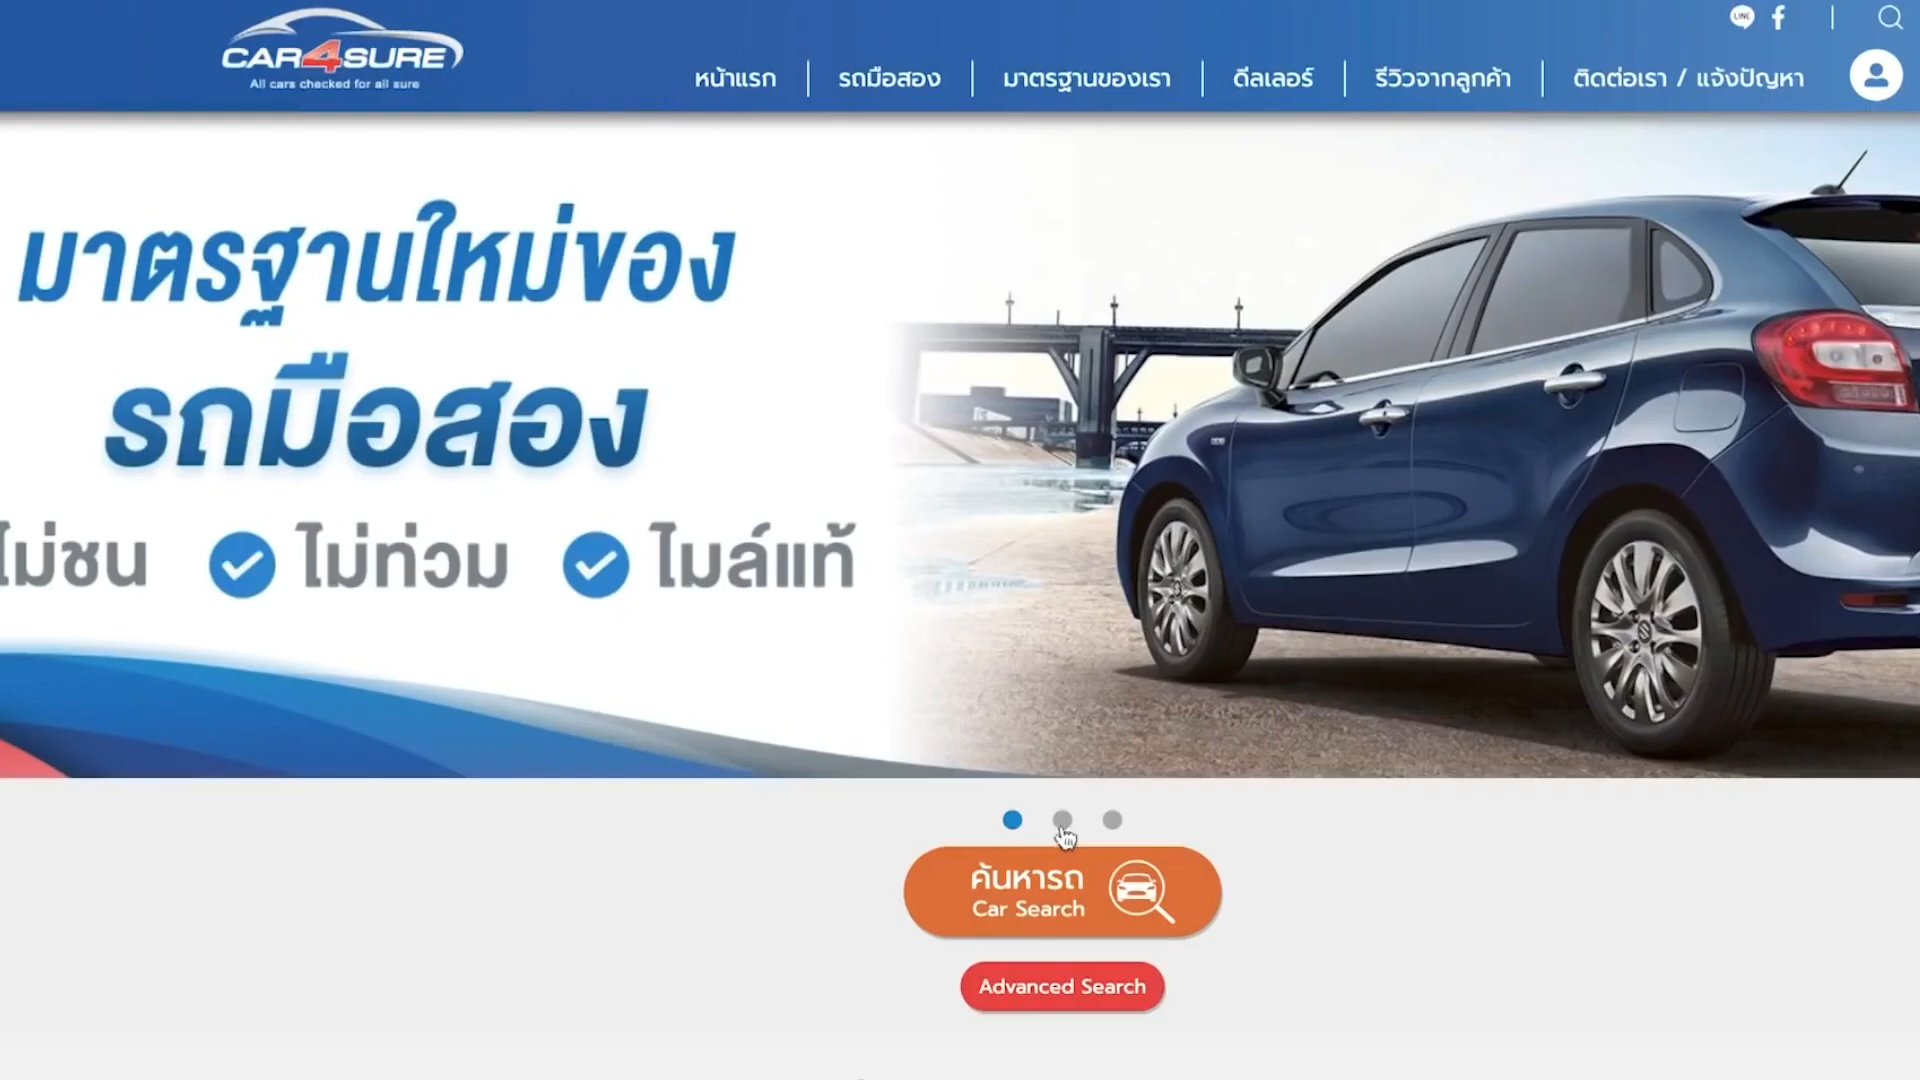 CAR4SURE
All cars checked for all sure
LINE
หน้าแรก
รถมือสอง
มาตรฐานของเรา
ดีลเลอร์
รีวิวจากลูกค้า
ติดต่อเรา / แจ้งปัญหา
มาตรฐานใหม่ของ
รถมือสอง
ไม่ชน ไม่ท่วม ไมล์แท้
ค้นหารถ
Car Search
Advanced Search